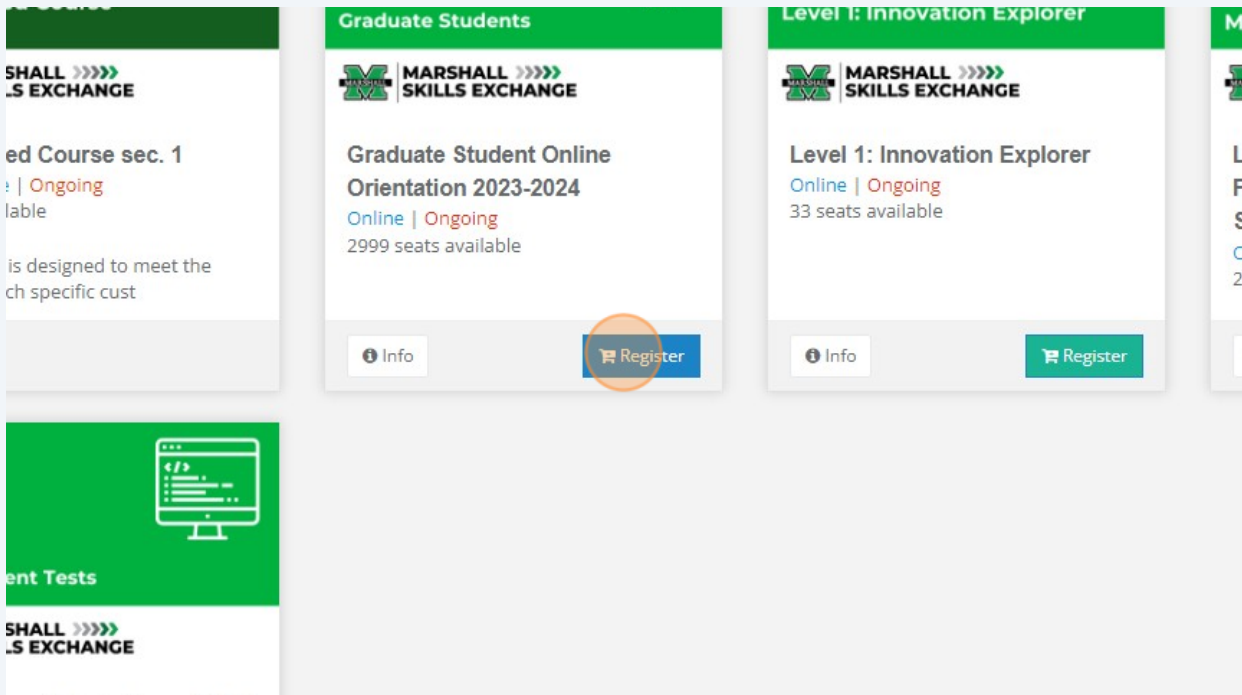 Graduate Students
Level 1: Innovation Explorer
M
SHALL
LS EXCHANGE
MARSHALL
SKILLS EXCHANGE
MARSHALL
SKILLS EXCHANGE
ed Course sec. 1
e | Ongoing
lable
is designed to meet the
ch specific cust
Graduate Student Online
Orientation 2023-2024
Online | Ongoing
2999 seats available
Level 1: Innovation Explorer
Online | Ongoing
33 seats available
L
F
S
2
Info
Register
Info
Register
</>
ent Tests
SHALL
LS EXCHANGE